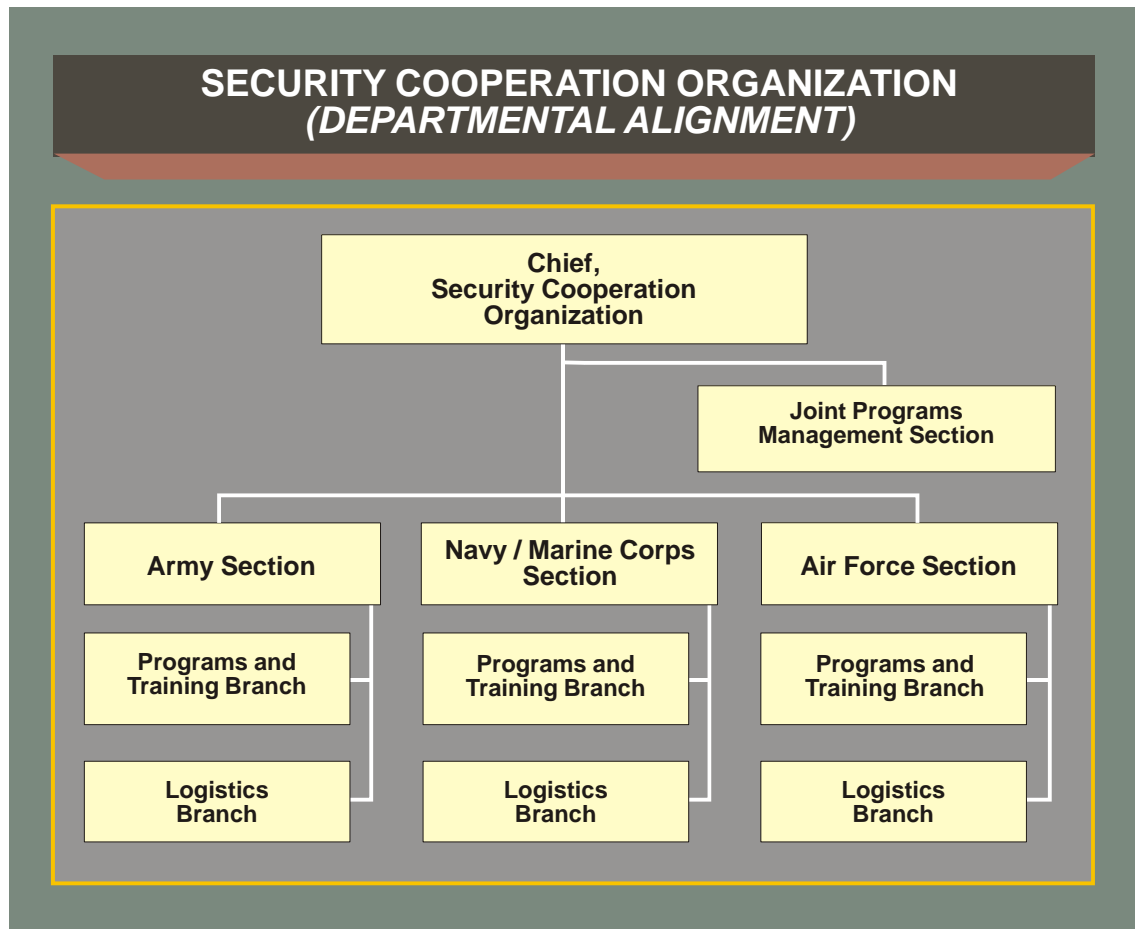 SECURITY COOPERATION ORGANIZATION
(DEPARTMENTAL ALIGNMENT)
Chief,
Security Cooperation
Organization
Joint Programs
Management Section
Army Section
Navy / Marine Corps
Section
Air Force Section
Programs and
Training Branch
Programs and
Training Branch
Programs and
Training Branch
Logistics
Branch
Logistics
Branch
Logistics
Branch